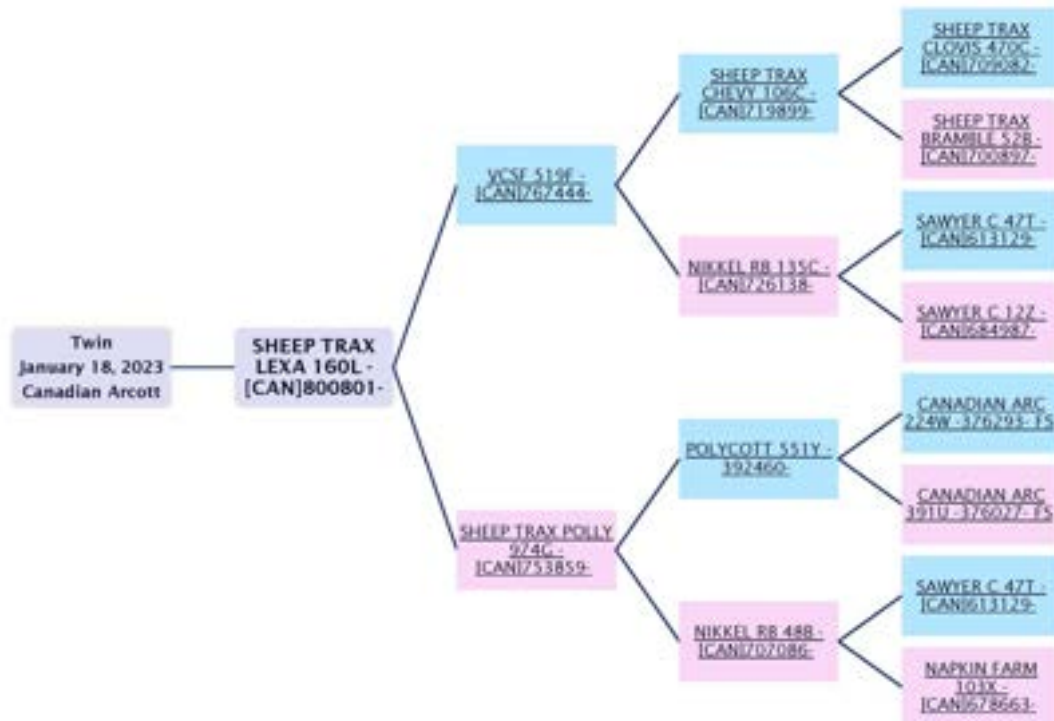 Twin
January 18, 2023
Canadian Arcott
SHEEP TRAX
LEXA 160L -
[CAN]800801-
VCSF 519F -
[CAN]767444-
SHEEP TRAX POLLY
974G -
[CAN]753859-
SHEEP TRAX
CHEVY 106C -
[CAN]719899-
NIKKEL RB 135C -
[CAN]726138-
POLYCOTT 551Y -
392460-
NIKKEL RB 48B -
[CAN]707086-
SHEEP TRAX
CLOVIS 470C -
[CAN]709082-
SHEEP TRAX
BRAMBLE 52B -
[CAN]700897-
SAWYER C 47T -
[CAN]613129-
SAWYER C 12Z -
[CAN]684987-
CANADIAN ARC
224W -376293- FS
CANADIAN ARC
391U -376027- FS
SAWYER C 47T -
[CAN]613129-
NAPKIN FARM
103X -
[CAN]678663-